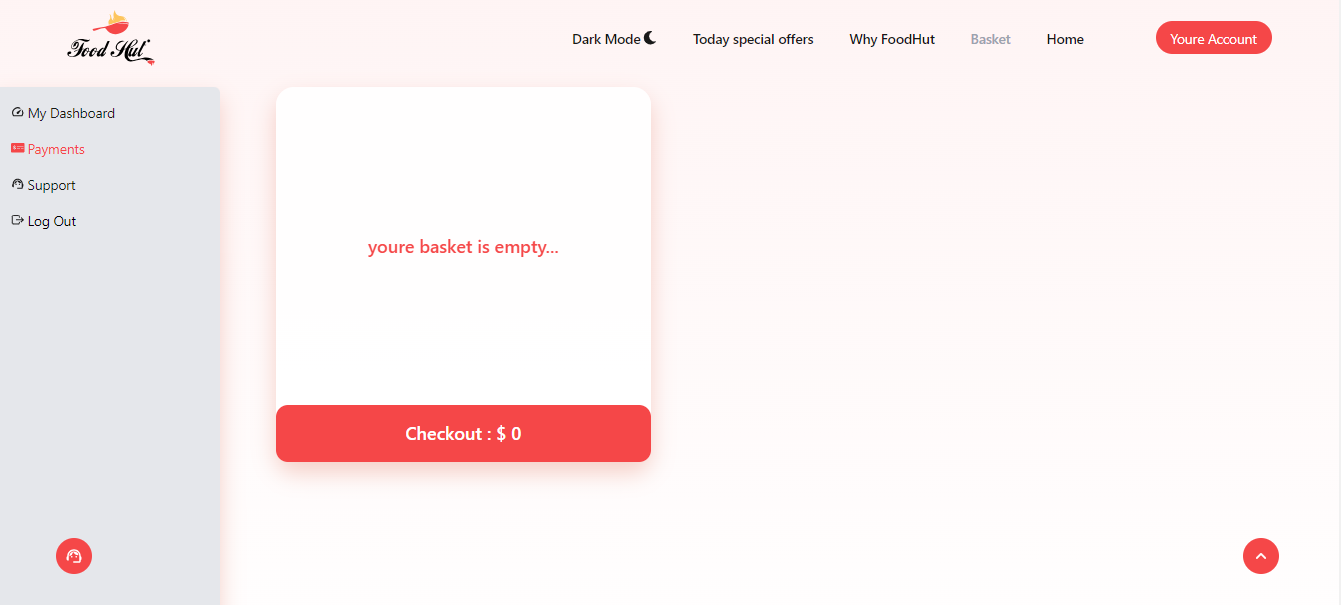 Food Hut
Dark Mode
Today special offers
Why FoodHut
Basket
Home
Youre Account
My Dashboard
Payments
Support
Log Out
youre basket is empty...
Checkout : $ 0